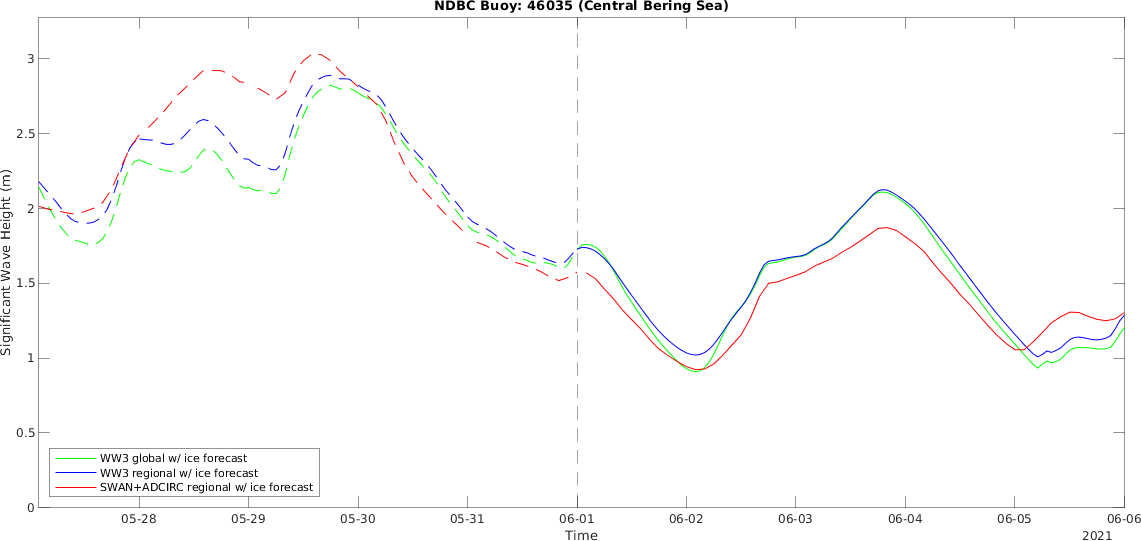 NDBC Buoy: 46035 (Central Bering Sea)
3
2.5
2
1.5
1
0.5
0
Significant Wave Height (m)
WW3 global w/ ice forecast
WW3 regional w/ ice forecast
SWAN+ADCIRC regional w/ ice forecast
05-28 05-29 05-30 05-31 06-01 06-02 06-03 06-04 06-05 06-06
Time
2021